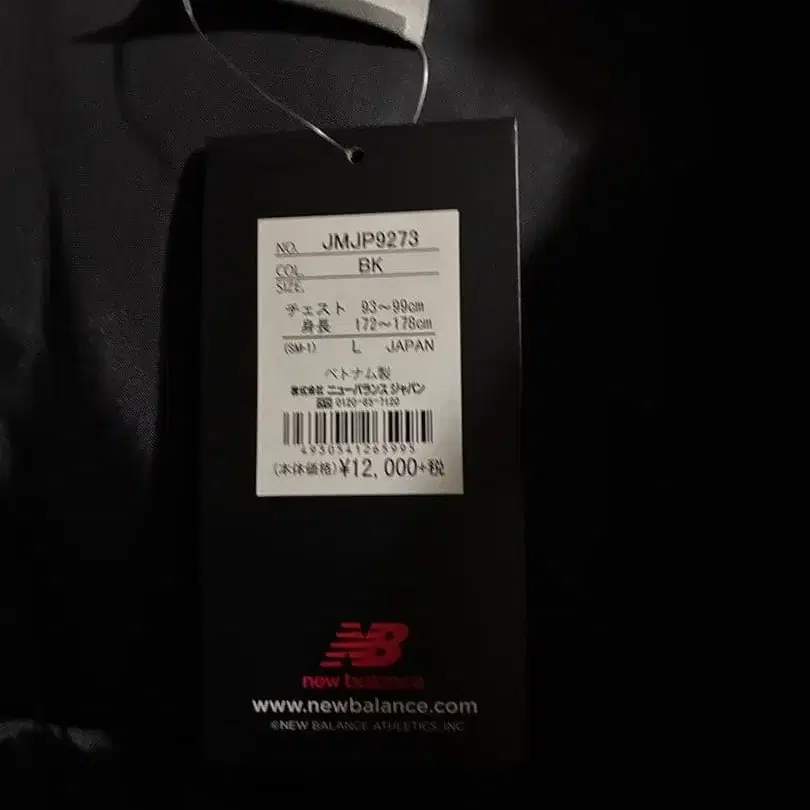 NO. JMJP9273
COL. BK
SIZE.
チェスト 93~99cm
身長 172~178cm
(SM-1) L JAPAN
ベトナム製
株式会社 ニューバランス ジャパン
0120-85-7120
4930541265995
(本体価格)¥12,000+税
NB
new balance
www.newbalance.com
©NEW BALANCE ATHLETICS, INC